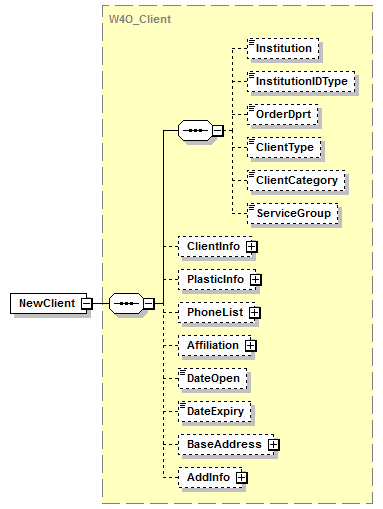 W4O_Client
Institution
InstitutionIDType
OrderDprt
ClientType
ClientCategory
ServiceGroup
ClientInfo
PlasticInfo
NewClient
PhoneList
Affiliation
DateOpen
DateExpiry
BaseAddress
AddInfo